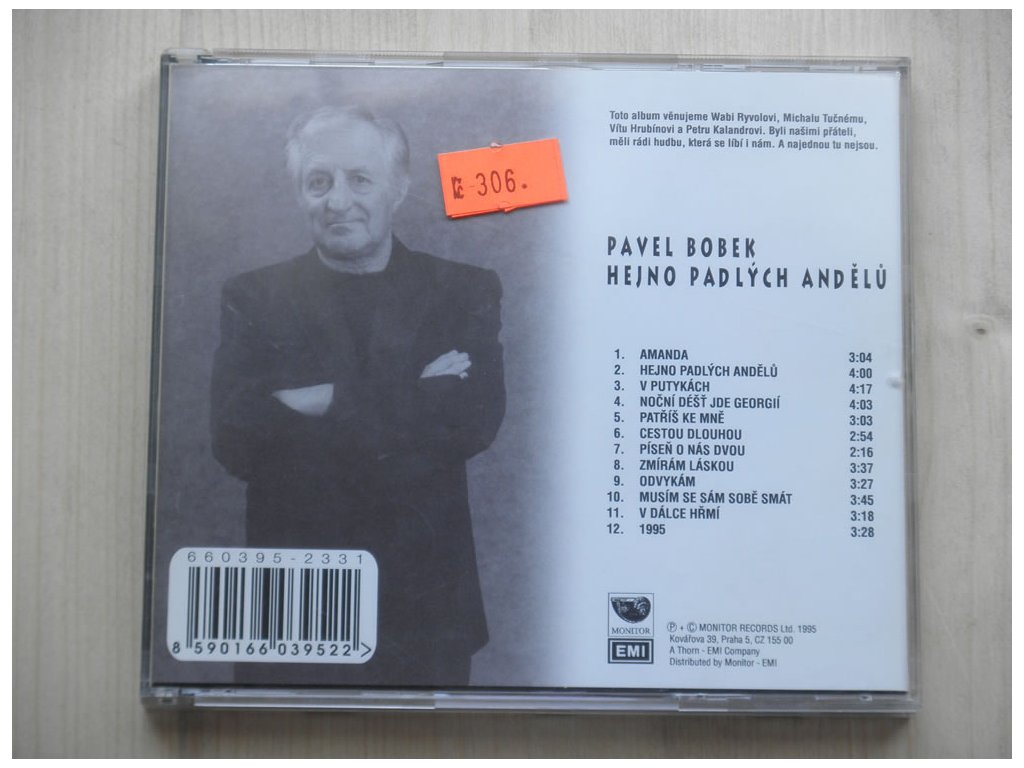 Toto album věnujeme Wabi Ryvolovi, Michalu Tučnému,
Vítu Hrubínovi a Petru Kalandrovi. Byli našimi přáteli,
měli rádi hudbu, která se líbí i nám. A najednou tu nejsou.
Kč 306.
PAVEL BOBEK
HEJNO PADLÝCH ANDĚLŮ
1. AMANDA 3:04
2. HEJNO PADLÝCH ANDĚLŮ 4:00
3. V PUTYKÁCH 4:17
4. NOČNÍ DÉŠŤ JDE GEORGIÍ 4:03
5. PATŘÍŠ KE MNĚ 3:03
6. CESTOU DLOUHOU 2:54
7. PÍSEŇ O NÁS DVOU 2:16
8. ZMÍRÁM LÁSKOU 3:37
9. ODVYKÁM 3:27
10. MUSÍM SE SÁM SOBĚ SMÁT 3:45
11. V DÁLCE HŘMÍ 3:18
12. 1995 3:28
660395-2331
8 590166 039522 >
MONITOR
EMI
℗ + © MONITOR RECORDS Ltd. 1995
Kovářova 39, Praha 5, CZ 155 00
A Thorn - EMI Company
Distributed by Monitor - EMI